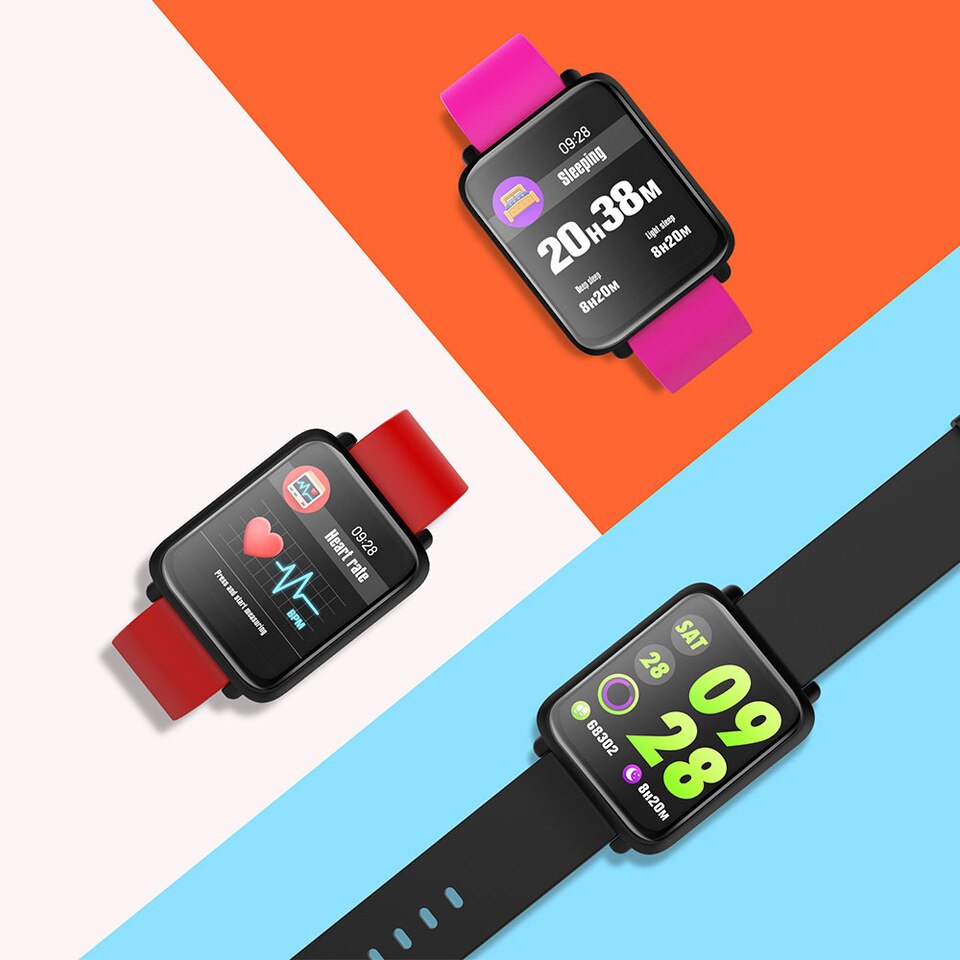 09:28
Sleeping
20H38M
Deep sleep
8H20M
Light sleep
8H20M
09:28
Heart rate
BPM
Press and start measuring
SAT
28
09
28
68302
8H20M